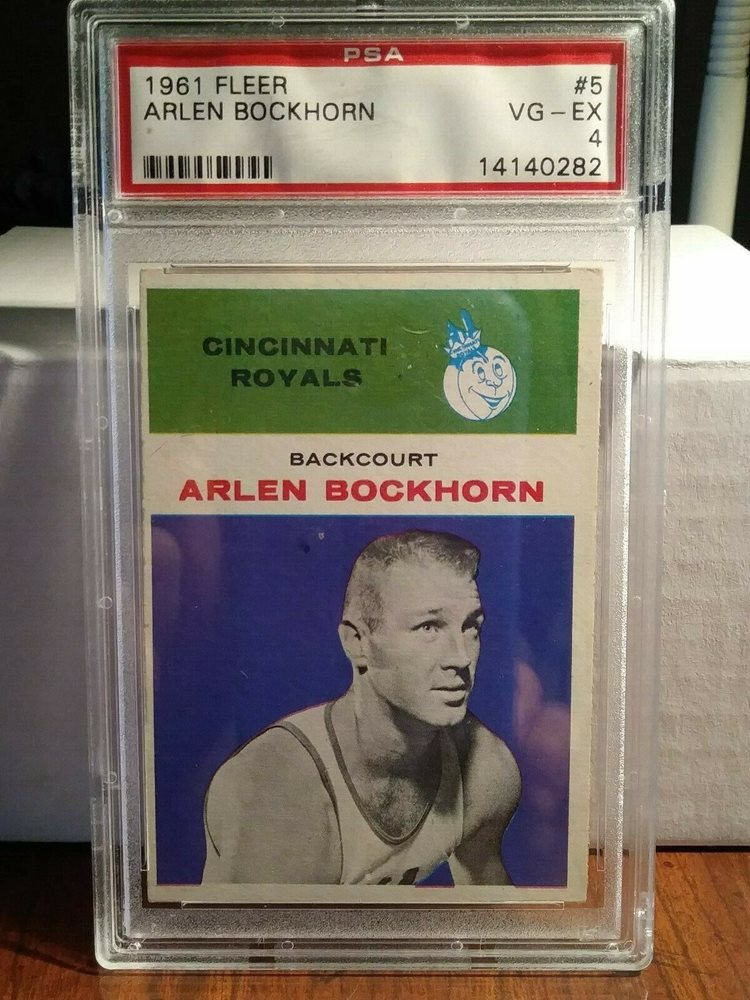 PSA
1961 FLEER #5
ARLEN BOCKHORN VG - EX
4
14140282
CINCINNATI
ROYALS
BACKCOURT
ARLEN BOCKHORN